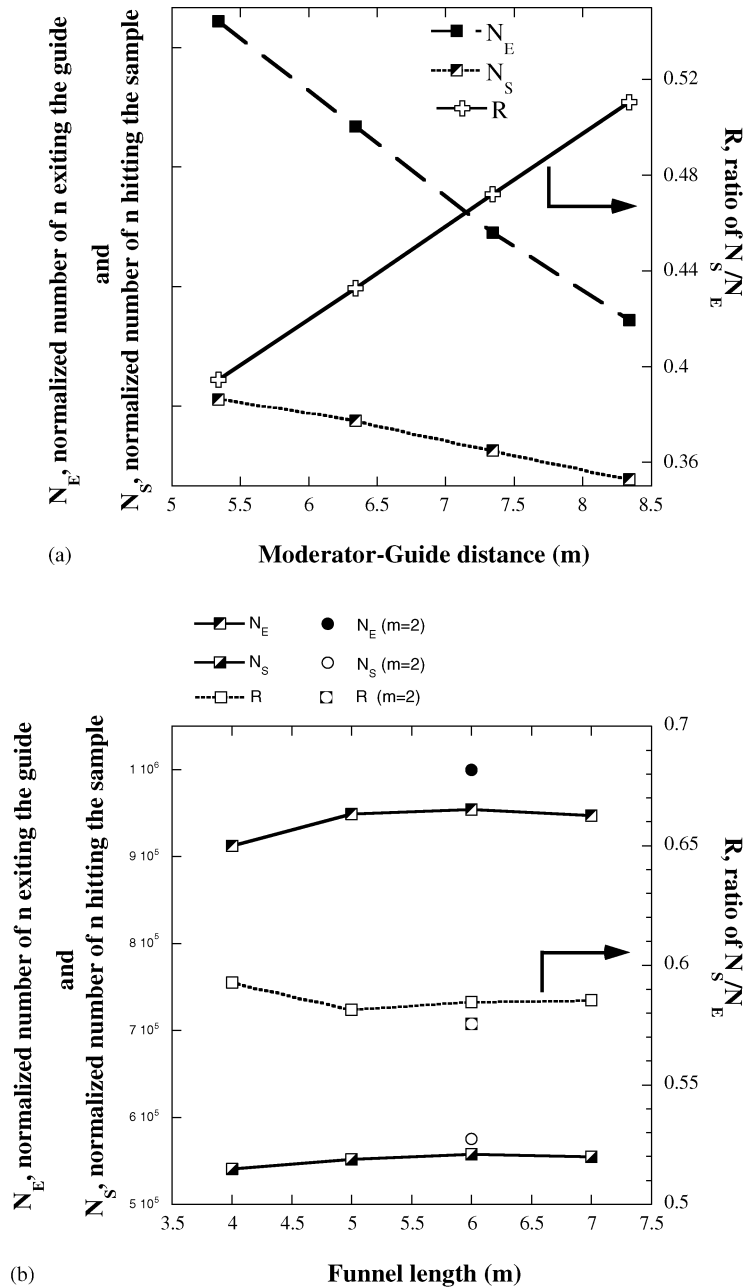 N_E, normalized number of n exiting the guide
and
N_S, normalized number of n hitting the sample
N_E
N_S
R
0.52
0.48
0.44
0.4
0.36
R, ratio of N_S/N_E
5 5.5 6 6.5 7 7.5 8 8.5
(a)
Moderator-Guide distance (m)
N_E N_E (m=2)
N_S N_S (m=2)
R R (m=2)
N_E, normalized number of n exiting the guide
and
N_S, normalized number of n hitting the sample
1 10^6
9 10^5
8 10^5
7 10^5
6 10^5
5 10^5
0.7
0.65
0.6
0.55
0.5
R, ratio of N_S/N_E
3.5 4 4.5 5 5.5 6 6.5 7 7.5
(b)
Funnel length (m)